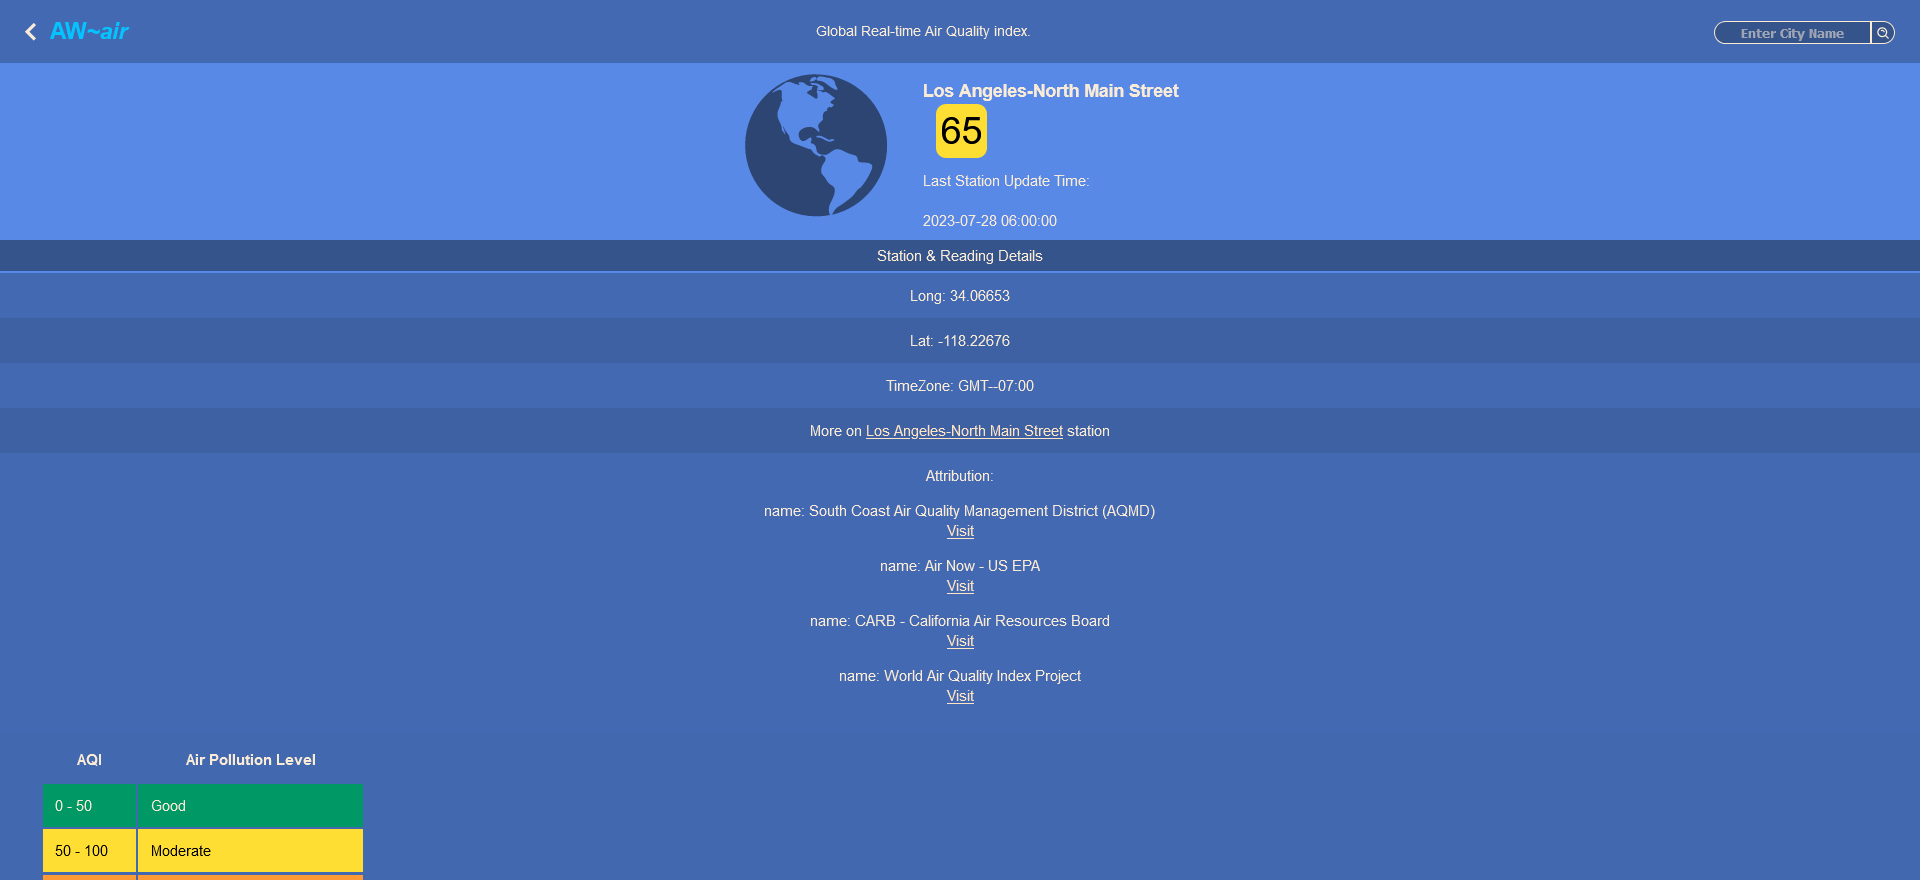 AW~air
Global Real-time Air Quality index.
Enter City Name
Los Angeles-North Main Street
65
Last Station Update Time:
2023-07-28 06:00:00
Station & Reading Details
Long: 34.06653
Lat: -118.22676
TimeZone: GMT--07:00
More on Los Angeles-North Main Street station
Attribution:
name: South Coast Air Quality Management District (AQMD)
Visit
name: Air Now - US EPA
Visit
name: CARB - California Air Resources Board
Visit
name: World Air Quality Index Project
Visit
AQI Air Pollution Level
0 - 50 Good
50 - 100 Moderate